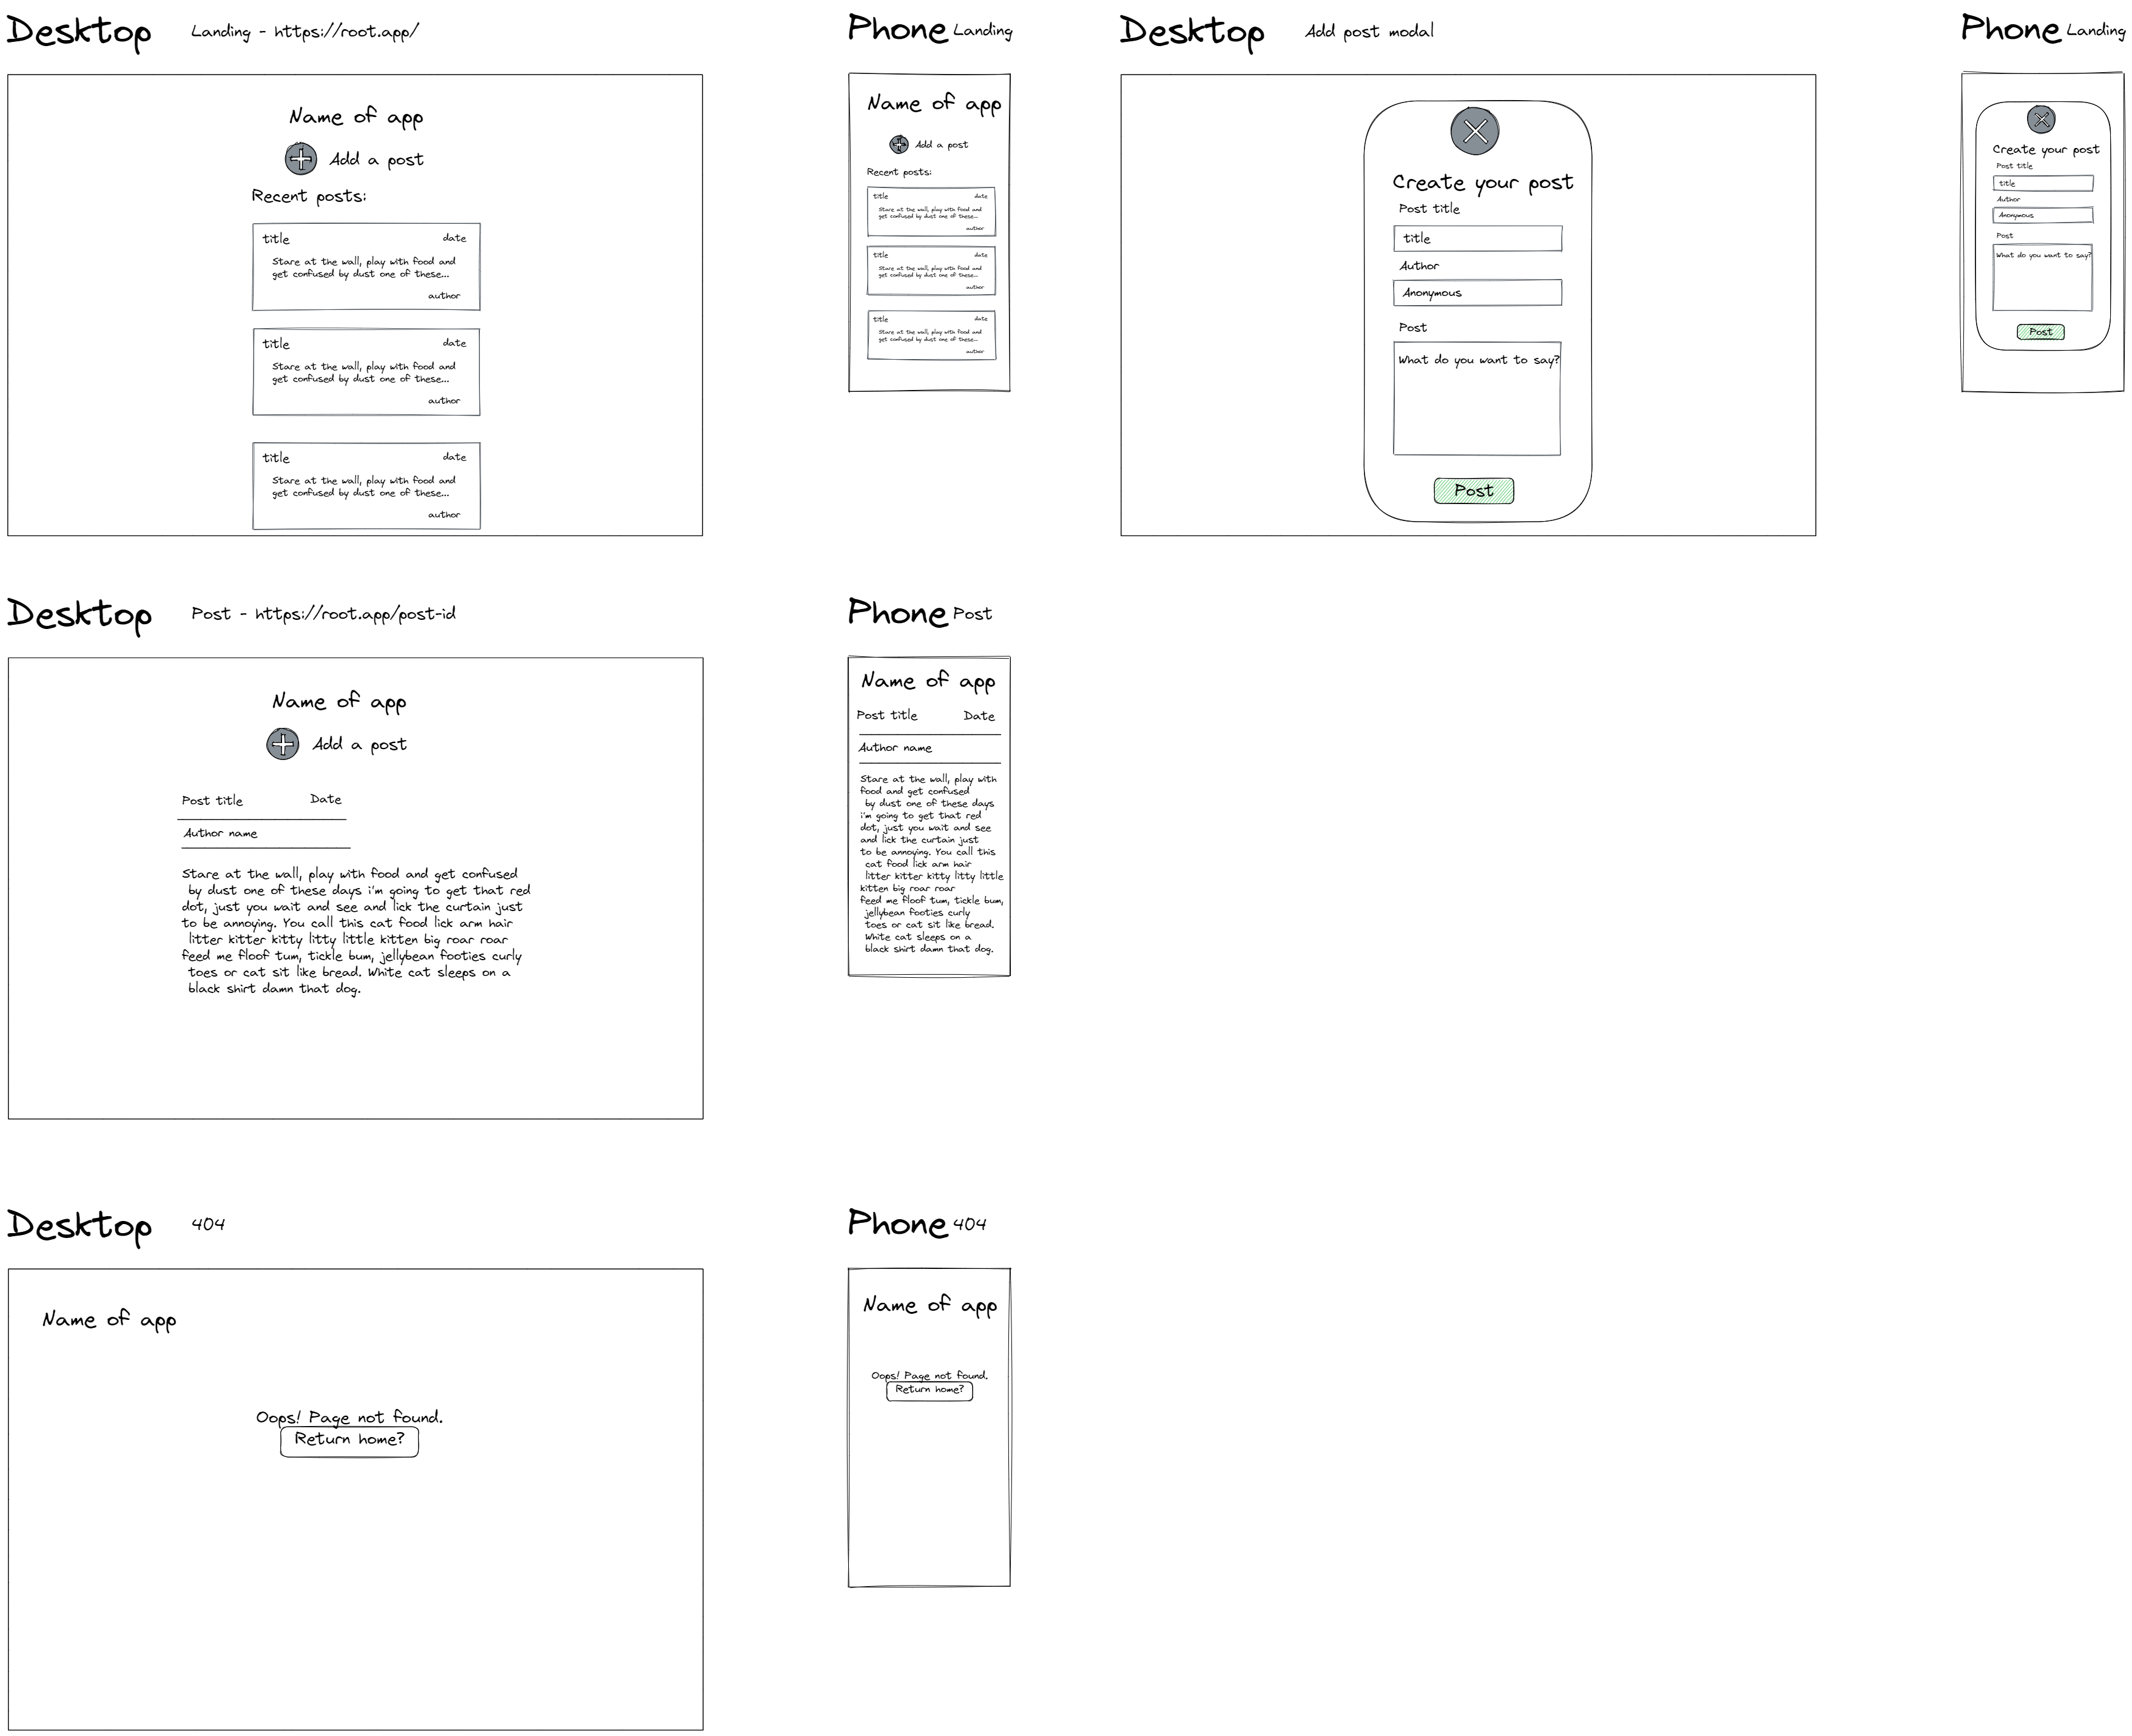 Desktop
Landing - https://root.app/
Name of app
Add a post
Recent posts:
title
date
Stare at the wall, play with food and
get confused by dust one of these...
author
title
date
Stare at the wall, play with food and
get confused by dust one of these...
author
title
date
Stare at the wall, play with food and
get confused by dust one of these...
author
Phone Landing
Name of app
Add a post
Recent posts:
title
date
Stare at the wall, play with food and
get confused by dust one of these...
author
title
date
Stare at the wall, play with food and
get confused by dust one of these...
author
title
date
Stare at the wall, play with food and
get confused by dust one of these...
author
Desktop
Add post modal
Create your post
Post title
title
Author
Anonymous
Post
What do you want to say?
Post
Phone Landing
Create your post
Post title
title
Author
Anonymous
Post
What do you want to say?
Post
Desktop
Post - https://root.app/post-id
Name of app
Add a post
Post title
Date
Author name
Stare at the wall, play with food and get confused
by dust one of these days i'm going to get that red
dot, just you wait and see and lick the curtain just
to be annoying. You call this cat food lick arm hair
litter kitter kitty litty little kitten big roar roar
feed me floof tum, tickle bum, jellybean footies curly
toes or cat sit like bread. White cat sleeps on a
black shirt damn that dog.
Phone Post
Name of app
Post title
Date
Author name
Stare at the wall, play with
food and get confused
by dust one of these days
i'm going to get that red
dot, just you wait and see
and lick the curtain just
to be annoying. You call this
cat food lick arm hair
litter kitter kitty litty little
kitten big roar roar
feed me floof tum, tickle bum,
jellybean footies curly
toes or cat sit like bread.
White cat sleeps on a
black shirt damn that dog.
Desktop
404
Name of app
Oops! Page not found.
Return home?
Phone 404
Name of app
Oops! Page not found.
Return home?